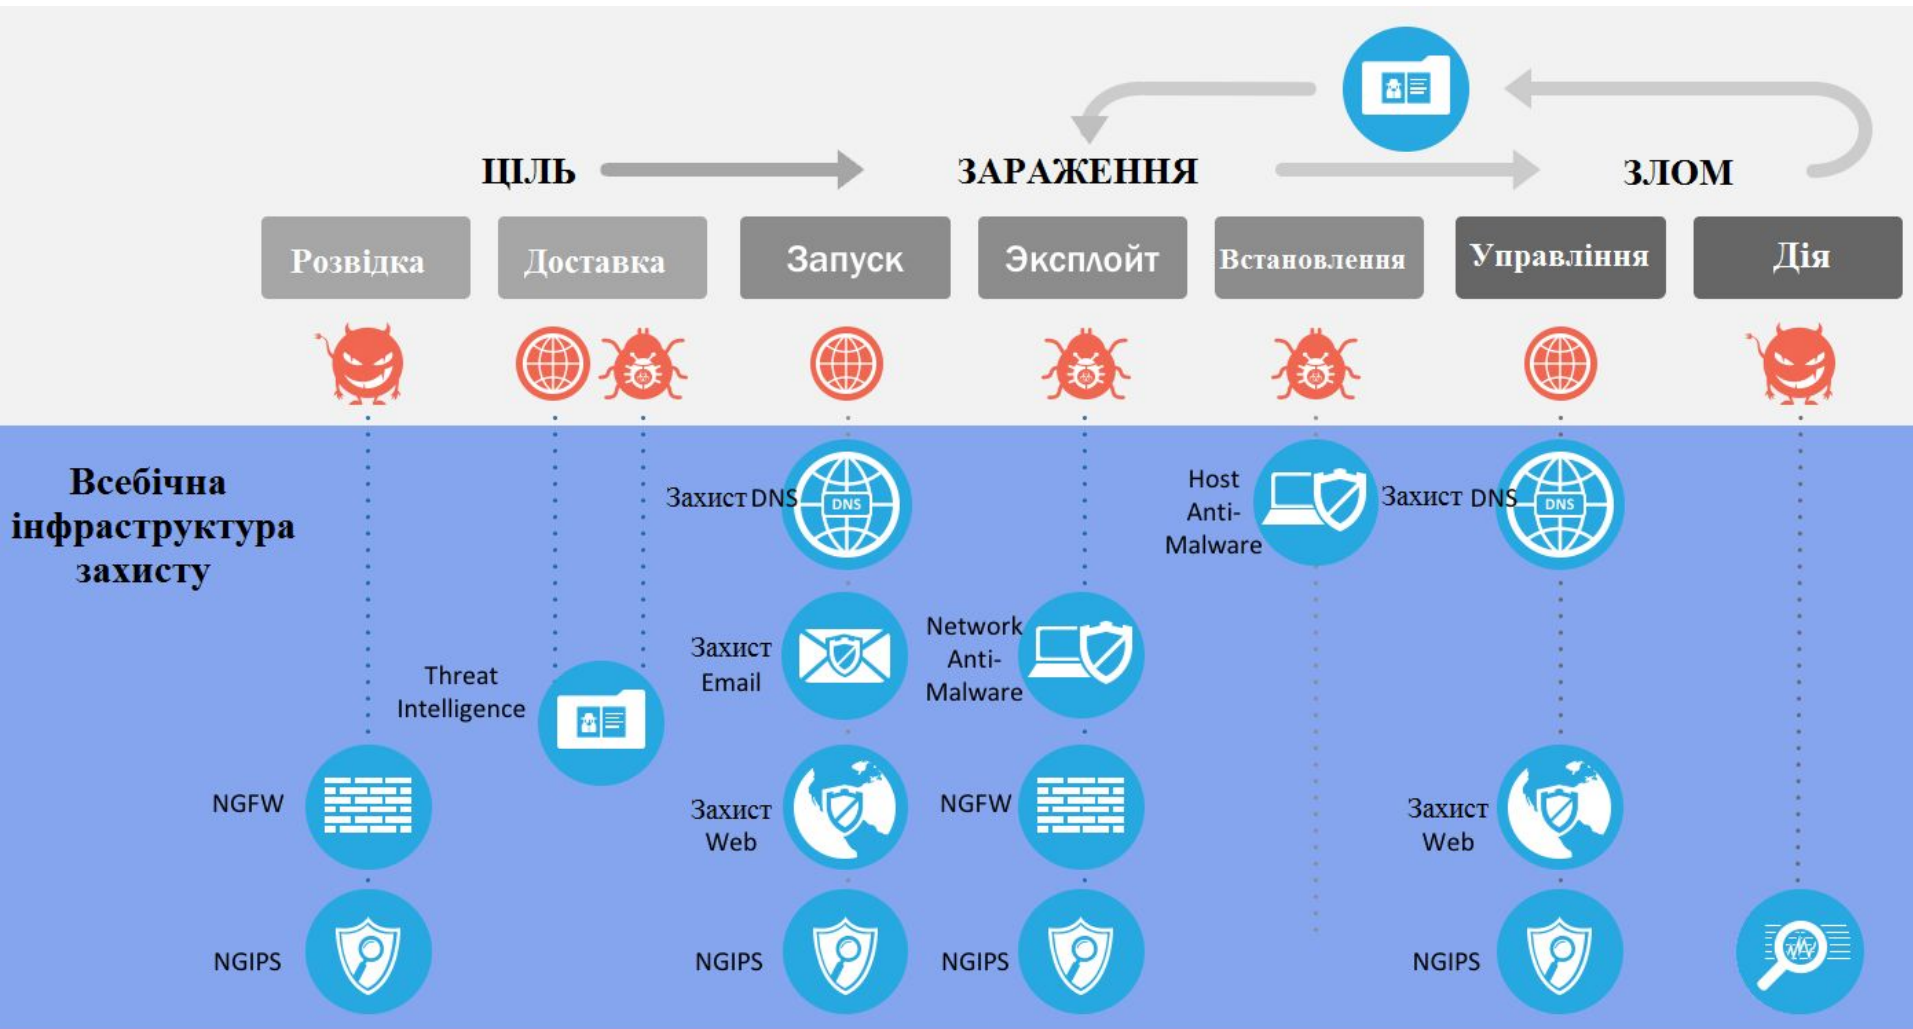 ЦІЛЬ
ЗАРАЖЕННЯ
ЗЛОМ
Розвідка
Доставка
Запуск
Эксплойт
Встановлення
Управління
Дія
Всебічна
інфраструктура
захисту
Захист DNS
DNS
Host
Anti-
Malware
Захист DNS
DNS
Захист
Email
Network
Anti-
Malware
Threat
Intelligence
NGFW
Захист
Web
NGFW
Захист
Web
NGIPS
NGIPS
NGIPS
NGIPS